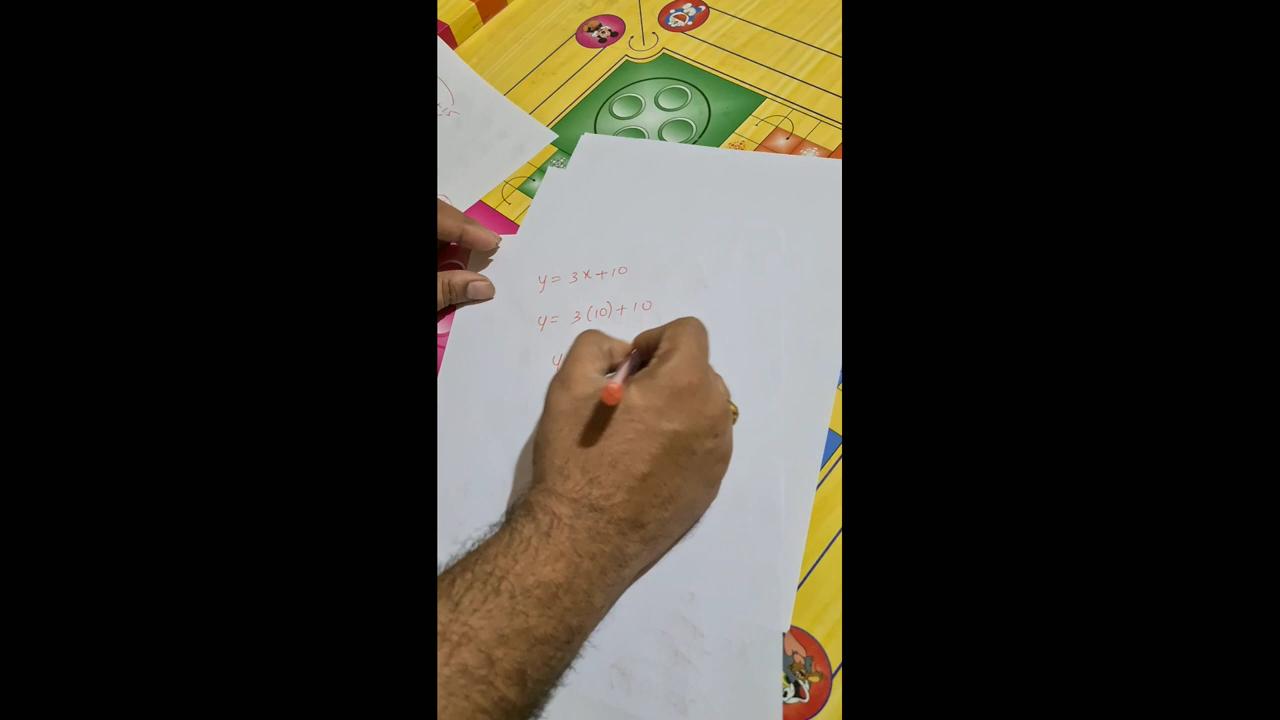 y = 3x + 10
y = 3(10) + 10
y